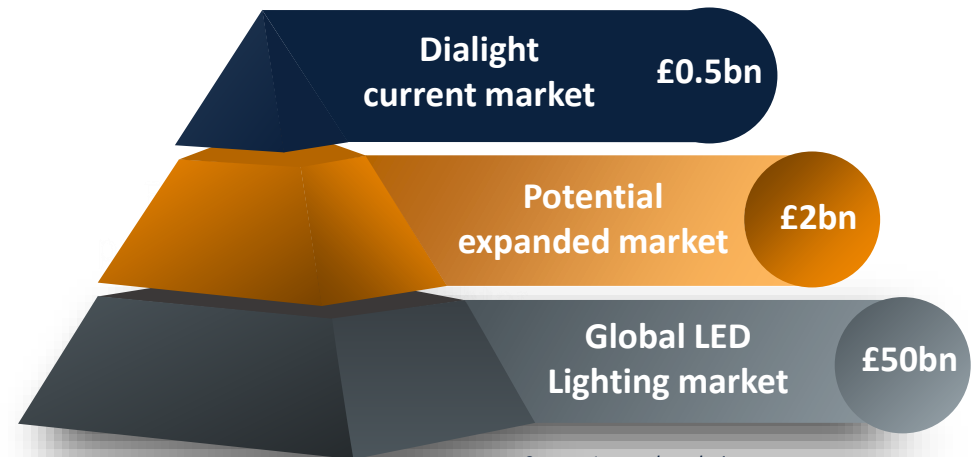 Dialight
current market
£0.5bn
Potential
expanded market
£2bn
Global LED
Lighting market
£50bn